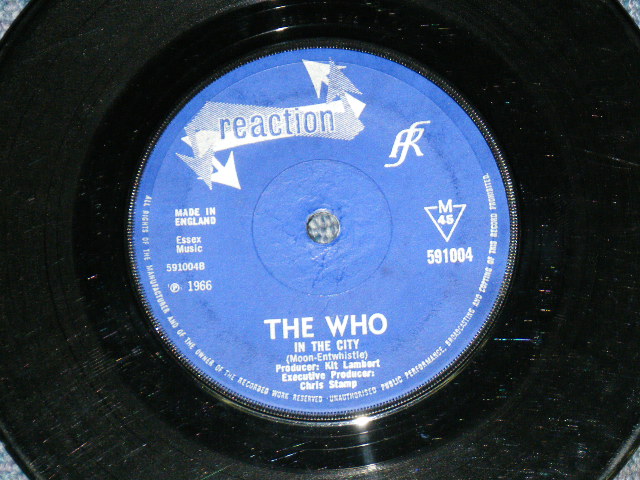 reaction
fR
MADE IN
ENGLAND
Essex
Music
591004B
℗ 1966
M
45
591004
THE WHO
IN THE CITY
(Moon-Entwhistle)
Producer: Kit Lambert
Executive Producer:
Chris Stamp
ALL RIGHTS OF THE MANUFACTURER AND OF THE OWNER OF THE RECORDED WORK RESERVED · UNAUTHORISED PUBLIC PERFORMANCE, BROADCASTING AND COPYING OF THIS RECORD PROHIBITED.